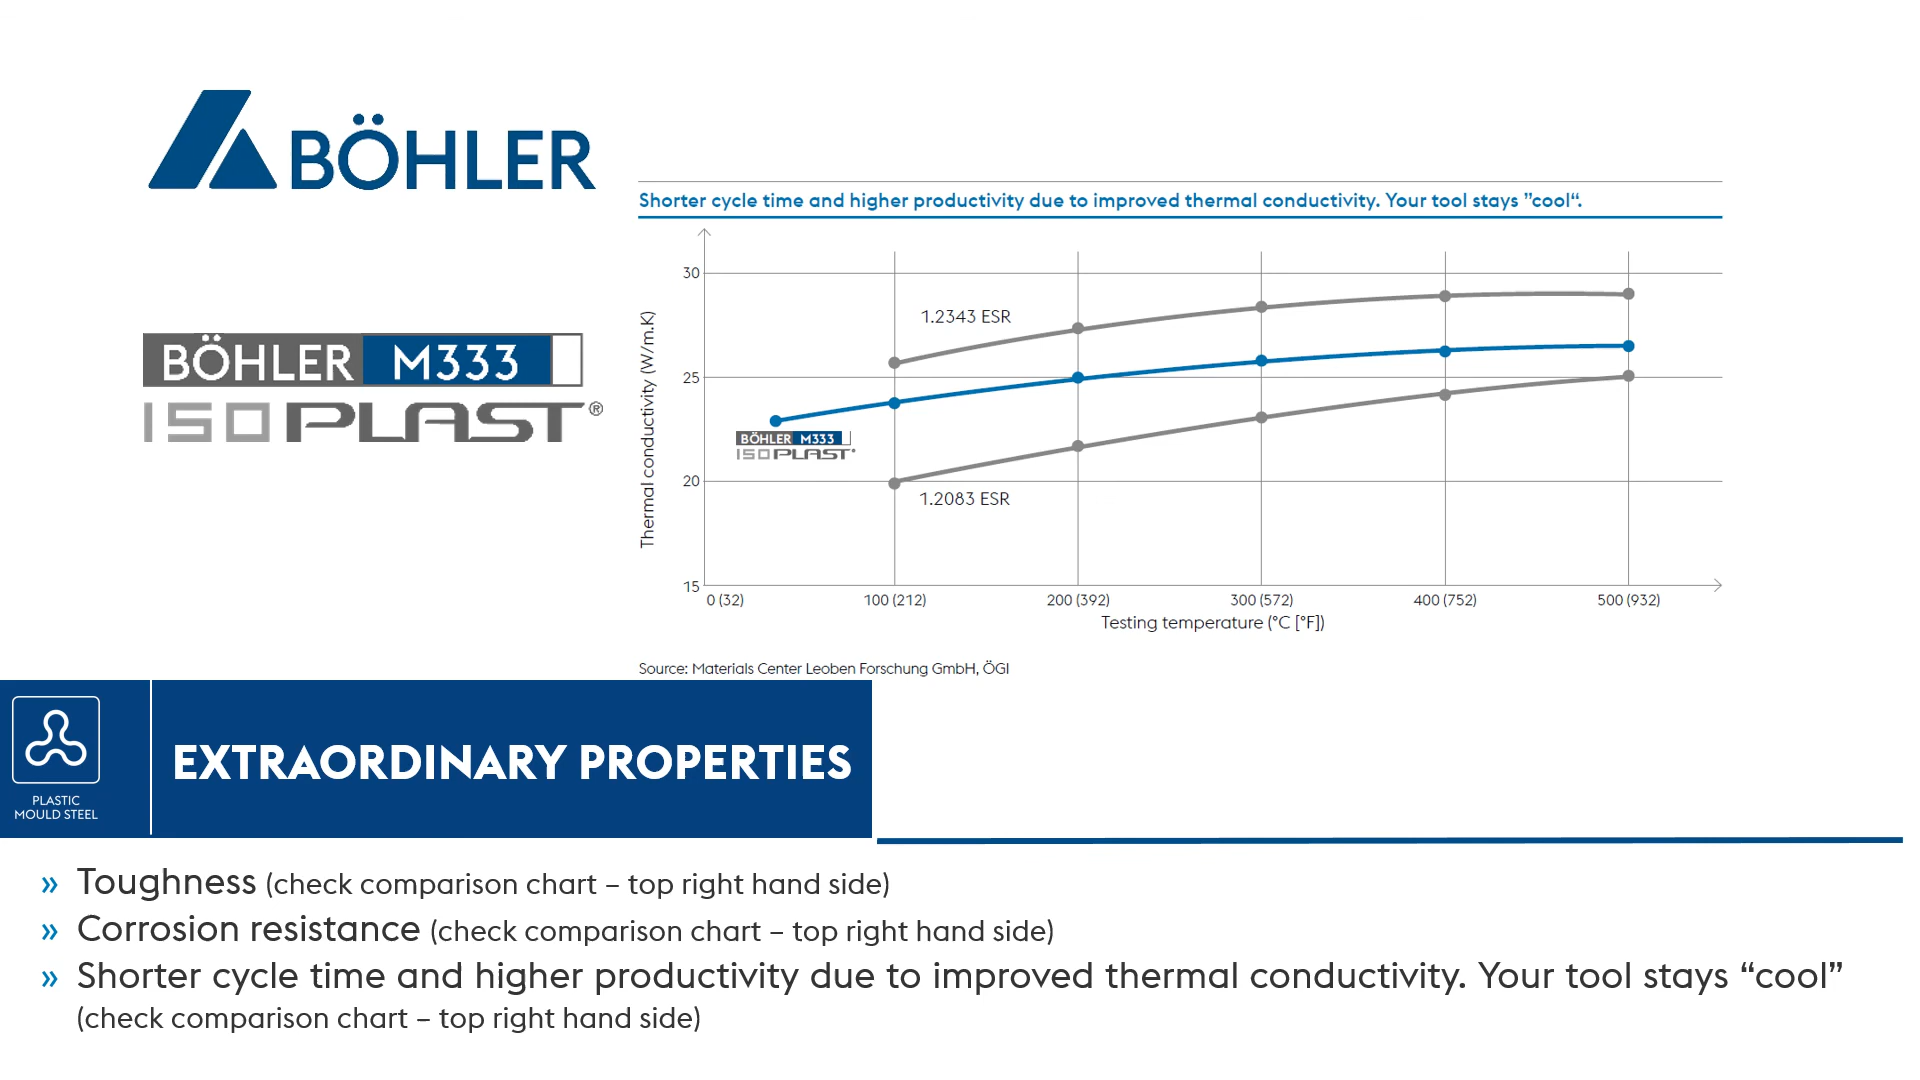 BÖHLER
BÖHLER M333
ISOPLAST®
Shorter cycle time and higher productivity due to improved thermal conductivity. Your tool stays ”cool“.
Thermal conductivity (W/m.K)
30
25
20
15
1.2343 ESR
BÖHLER M333
ISOPLAST®
1.2083 ESR
0 (32) 100 (212) 200 (392) 300 (572) 400 (752) 500 (932)
Testing temperature (°C [°F])
Source: Materials Center Leoben Forschung GmbH, ÖGI
PLASTIC
MOULD STEEL
EXTRAORDINARY PROPERTIES
» Toughness (check comparison chart – top right hand side)
» Corrosion resistance (check comparison chart – top right hand side)
» Shorter cycle time and higher productivity due to improved thermal conductivity. Your tool stays “cool”
(check comparison chart – top right hand side)